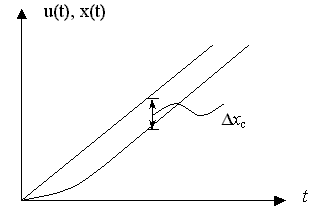 u(t), x(t)
Δxc
t